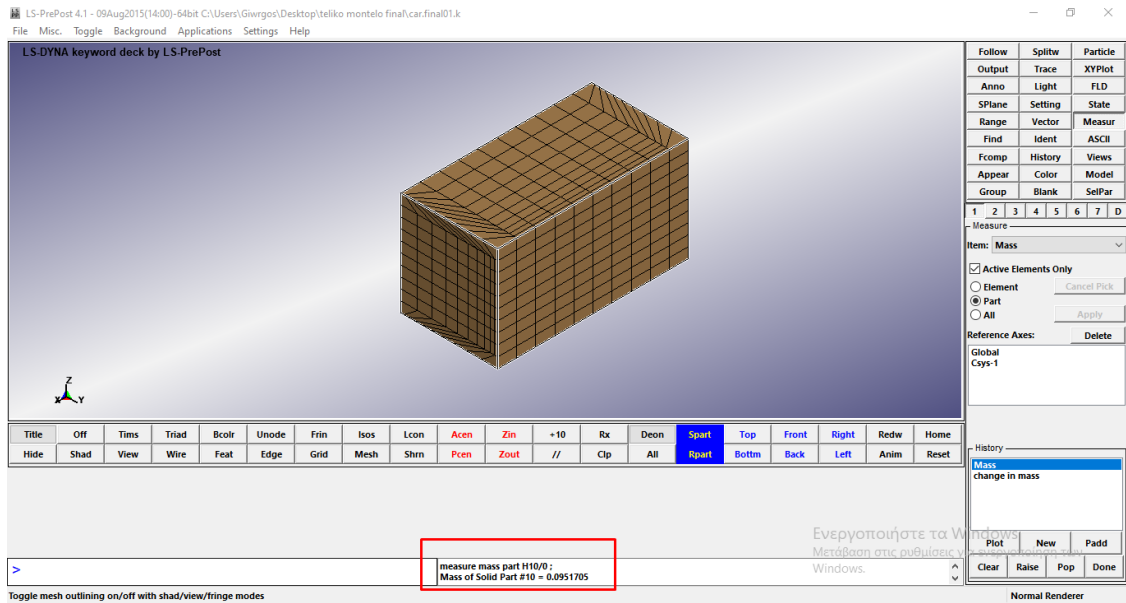 LS-PrePost 4.1 - 09Aug2015(14:00)-64bit C:\Users\Giwrgos\Desktop\teliko montelo final\car.final01.k
File Misc. Toggle Background Applications Settings Help
LS-DYNA keyword deck by LS-PrePost
Z
X Y
Follow Splitw Particle
Output Trace XYPlot
Anno Light FLD
SPlane Setting State
Range Vector Measur
Find Ident ASCII
Fcomp History Views
Appear Color Model
Group Blank SelPar
1 2 3 4 5 6 7 D
Measure
Item: Mass
Active Elements Only
Element Cancel Pick
Part
All Apply
Reference Axes: Delete
Global
Csys-1
Title Off Tims Triad Bcolr Unode Frin Isos Lcon Acen Zin +10 Rx Deon Spart Top Front Right Redw Home
Hide Shad View Wire Feat Edge Grid Mesh Shrn Pcen Zout // Clp All Rpart Bottm Back Left Anim Reset
History
Mass
change in mass
Plot New Padd
Clear Raise Pop Done
Ενεργοποιήστε τα Windows
Μετάβαση στις ρυθμίσεις για ενεργοποίηση των
Windows.
>
measure mass part H10/0 ;
Mass of Solid Part #10 = 0.0951705
Toggle mesh outlining on/off with shad/view/fringe modes
Normal Renderer